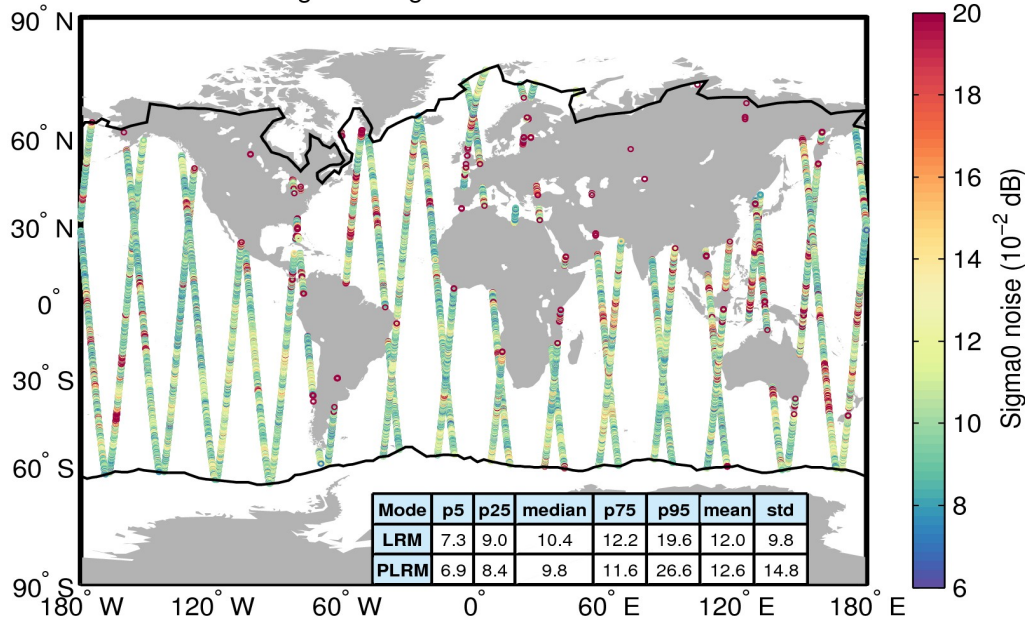 90° N
60° N
30° N
0°
30° S
60° S
90° S
180° W 120° W 60° W 0° 60° E 120° E 180° E
Mode p5 p25 median p75 p95 mean std
LRM 7.3 9.0 10.4 12.2 19.6 12.0 9.8
PLRM 6.9 8.4 9.8 11.6 26.6 12.6 14.8
20
18
16
14
12
10
8
6
Sigma0 noise (10⁻² dB)